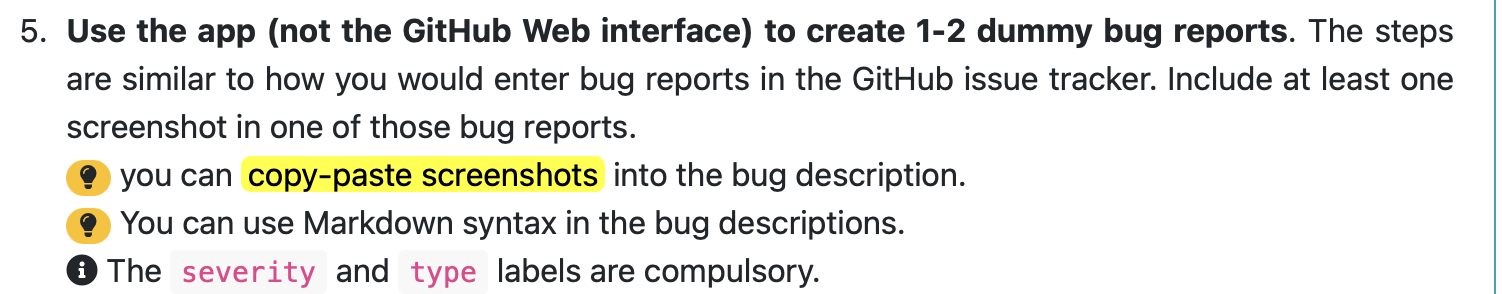 5. Use the app (not the GitHub Web interface) to create 1-2 dummy bug reports. The steps
are similar to how you would enter bug reports in the GitHub issue tracker. Include at least one
screenshot in one of those bug reports.
you can copy-paste screenshots into the bug description.
You can use Markdown syntax in the bug descriptions.
The severity and type labels are compulsory.